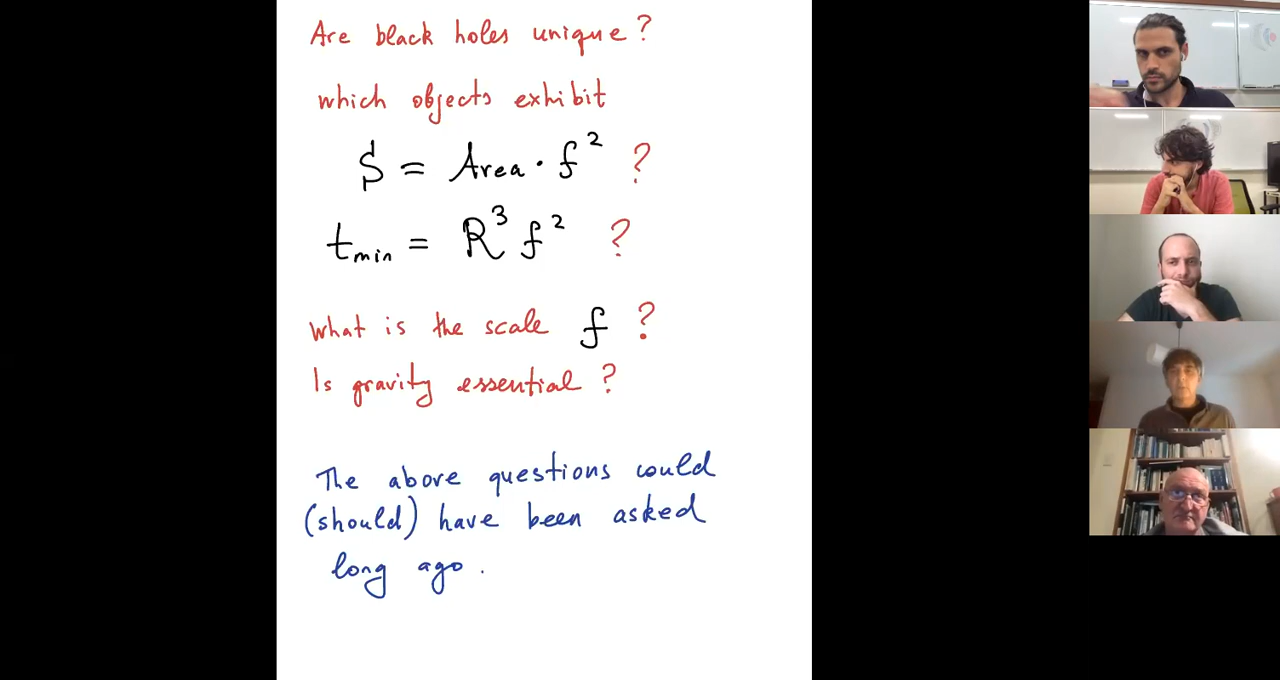 Are black holes unique?
which objects exhibit
S = Area · f² ?
t_min = R³ f² ?
What is the scale f ?
Is gravity essential ?
The above questions could
(should) have been asked
long ago .